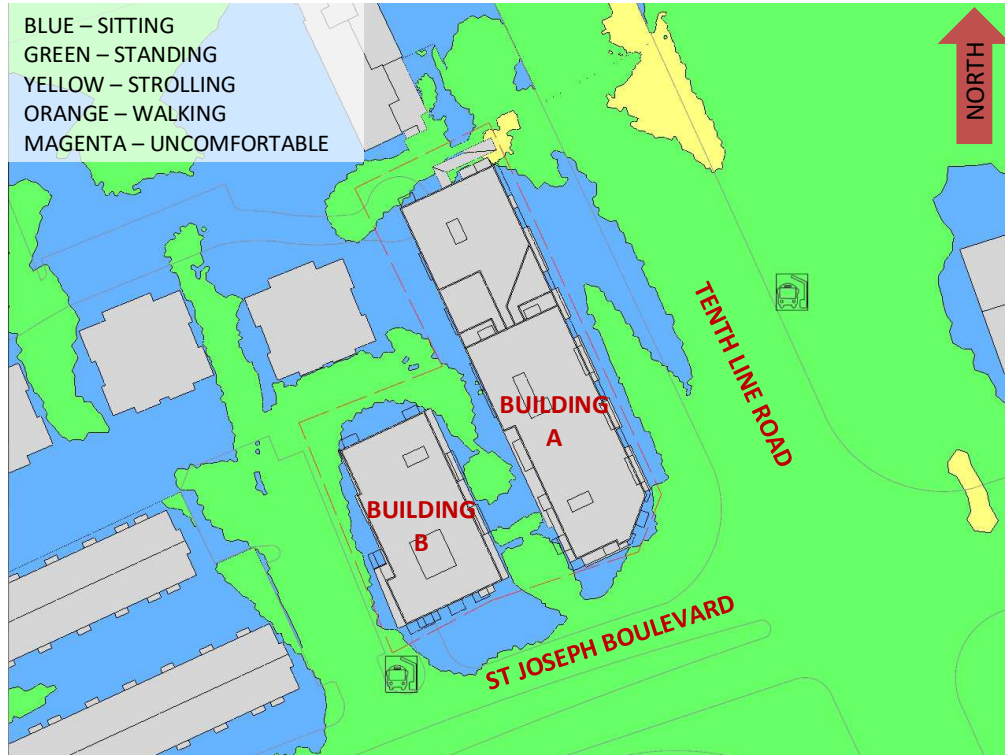 BLUE – SITTING
GREEN – STANDING
YELLOW – STROLLING
ORANGE – WALKING
MAGENTA – UNCOMFORTABLE
NORTH
TENTH LINE ROAD
BUILDING
A
BUILDING
B
ST JOSEPH BOULEVARD